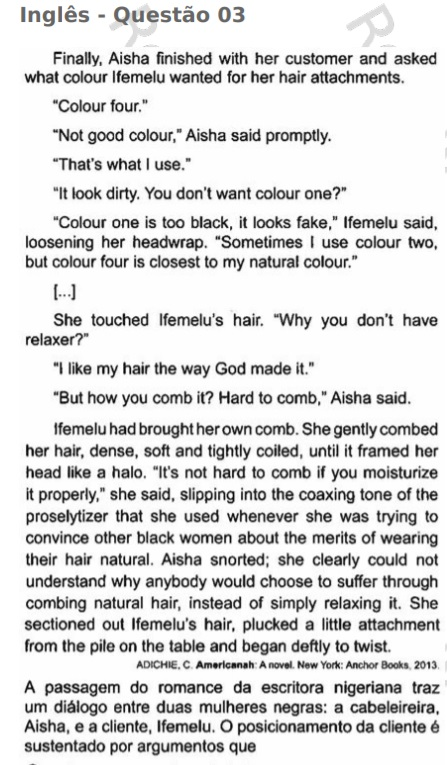 Inglês - Questão 03
Finally, Aisha finished with her customer and asked
what colour Ifemelu wanted for her hair attachments.
"Colour four."
"Not good colour," Aisha said promptly.
"That's what I use."
"It look dirty. You don't want colour one?"
"Colour one is too black, it looks fake," Ifemelu said,
loosening her headwrap. "Sometimes I use colour two,
but colour four is closest to my natural colour."
[...]
She touched Ifemelu's hair. "Why you don't have
relaxer?"
"I like my hair the way God made it."
"But how you comb it? Hard to comb," Aisha said.
Ifemelu had brought her own comb. She gently combed
her hair, dense, soft and tightly coiled, until it framed her
head like a halo. "It's not hard to comb if you moisturize
it properly," she said, slipping into the coaxing tone of the
proselytizer that she used whenever she was trying to
convince other black women about the merits of wearing
their hair natural. Aisha snorted; she clearly could not
understand why anybody would choose to suffer through
combing natural hair, instead of simply relaxing it. She
sectioned out Ifemelu's hair, plucked a little attachment
from the pile on the table and began deftly to twist.
ADICHIE, C. Americanah: A novel. New York: Anchor Books, 2013.
A passagem do romance da escritora nigeriana traz
um diálogo entre duas mulheres negras: a cabeleireira,
Aisha, e a cliente, Ifemelu. O posicionamento da cliente é
sustentado por argumentos que